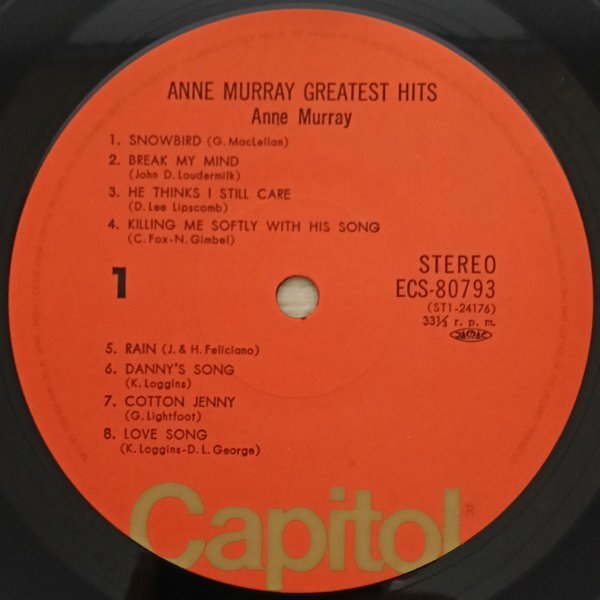 ANNE MURRAY GREATEST HITS
Anne Murray
1. SNOWBIRD (G. MacLellan)
2. BREAK MY MIND
(John D. Loudermilk)
3. HE THINKS I STILL CARE
(D. Lee Lipscomb)
4. KILLING ME SOFTLY WITH HIS SONG
(C. Fox-N. Gimbel)
1
STEREO
ECS-80793
(ST1-24176)
33⅓ r. p. m.
JASRAC
5. RAIN (J. & H. Feliciano)
6. DANNY'S SONG
(K. Loggins)
7. COTTON JENNY
(G. Lightfoot)
8. LOVE SONG
(K. Loggins-D. L. George)
Capitol®